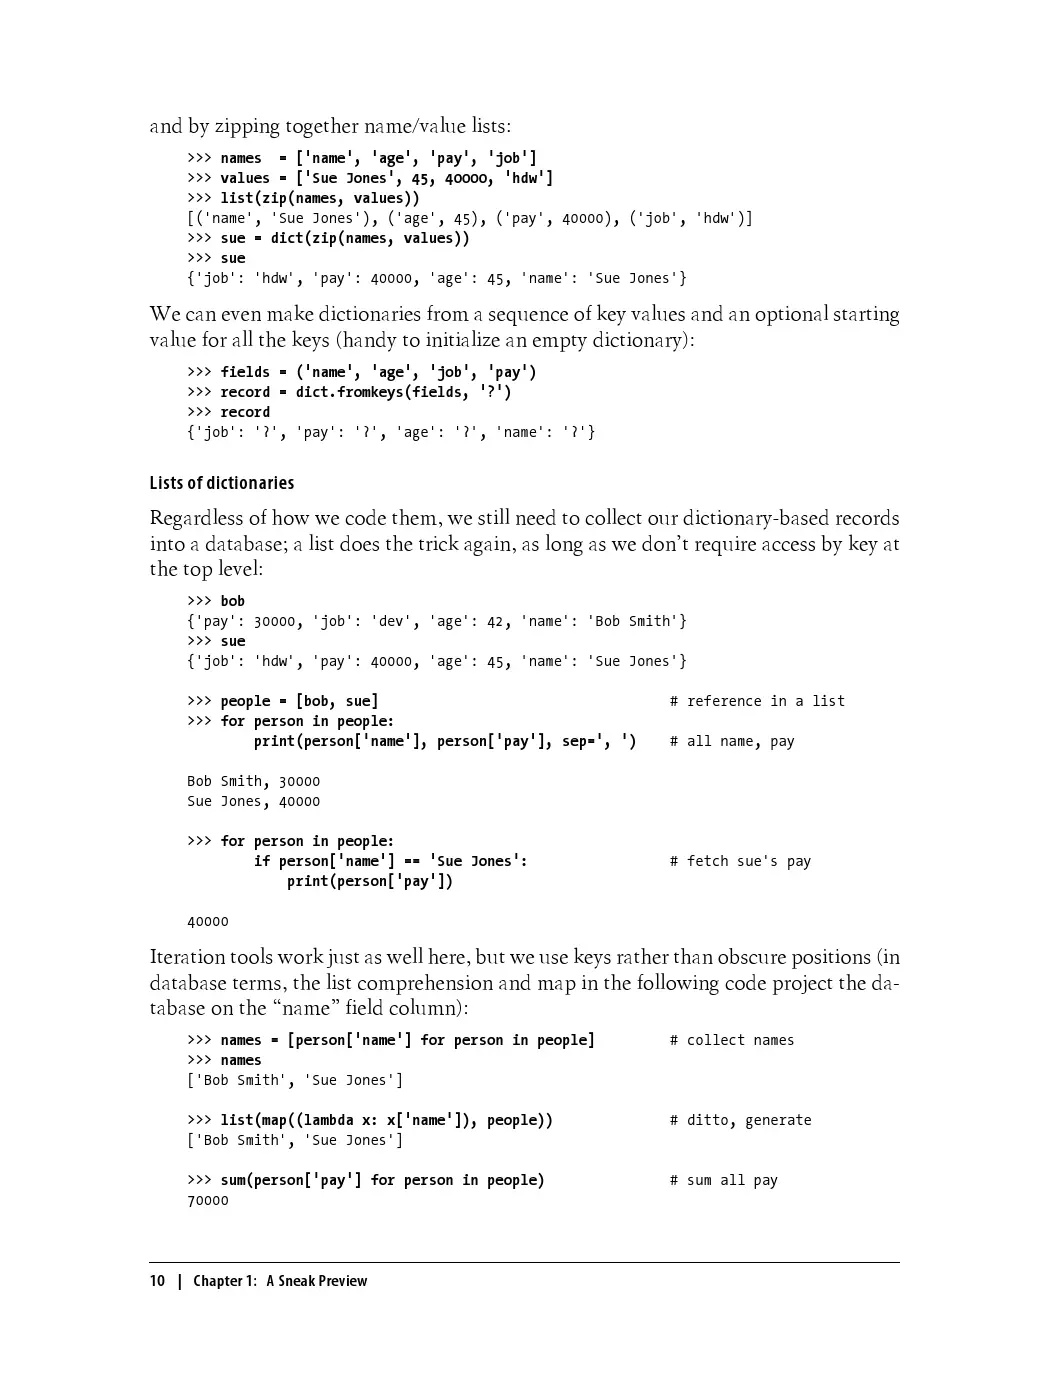 and by zipping together name/value lists:
>>> names  = ['name', 'age', 'pay', 'job']
>>> values = ['Sue Jones', 45, 40000, 'hdw']
>>> list(zip(names, values))
[('name', 'Sue Jones'), ('age', 45), ('pay', 40000), ('job', 'hdw')]
>>> sue = dict(zip(names, values))
>>> sue
{'job': 'hdw', 'pay': 40000, 'age': 45, 'name': 'Sue Jones'}
We can even make dictionaries from a sequence of key values and an optional starting
value for all the keys (handy to initialize an empty dictionary):
>>> fields = ('name', 'age', 'job', 'pay')
>>> record = dict.fromkeys(fields, '?')
>>> record
{'job': '?', 'pay': '?', 'age': '?', 'name': '?'}
Lists of dictionaries
Regardless of how we code them, we still need to collect our dictionary-based records
into a database; a list does the trick again, as long as we don’t require access by key at
the top level:
>>> bob
{'pay': 30000, 'job': 'dev', 'age': 42, 'name': 'Bob Smith'}
>>> sue
{'job': 'hdw', 'pay': 40000, 'age': 45, 'name': 'Sue Jones'}
>>> people = [bob, sue]                                   # reference in a list
>>> for person in people:
        print(person['name'], person['pay'], sep=', ')    # all name, pay
Bob Smith, 30000
Sue Jones, 40000
>>> for person in people:
        if person['name'] == 'Sue Jones':                 # fetch sue's pay
            print(person['pay'])
40000
Iteration tools work just as well here, but we use keys rather than obscure positions (in
database terms, the list comprehension and map in the following code project the da-
tabase on the “name” field column):
>>> names = [person['name'] for person in people]         # collect names
>>> names
['Bob Smith', 'Sue Jones']
>>> list(map((lambda x: x['name']), people))              # ditto, generate
['Bob Smith', 'Sue Jones']
>>> sum(person['pay'] for person in people)               # sum all pay
70000
10 | Chapter 1: A Sneak Preview